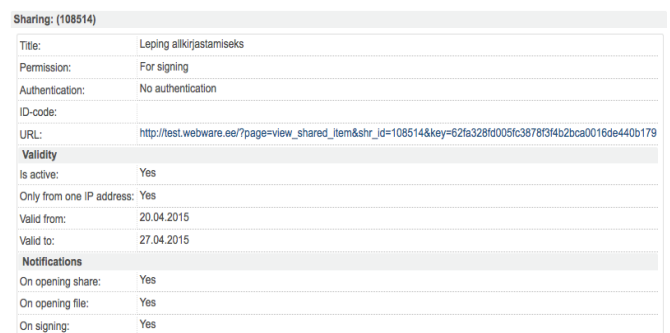 Sharing: (108514)
Title: Leping allkirjastamiseks
Permission: For signing
Authentication: No authentication
ID-code:
URL: http://test.webware.ee/?page=view_shared_item&shr_id=108514&key=62fa328fd005fc3878f3f4b2bca0016de440b179
Validity
Is active: Yes
Only from one IP address: Yes
Valid from: 20.04.2015
Valid to: 27.04.2015
Notifications
On opening share: Yes
On opening file: Yes
On signing: Yes